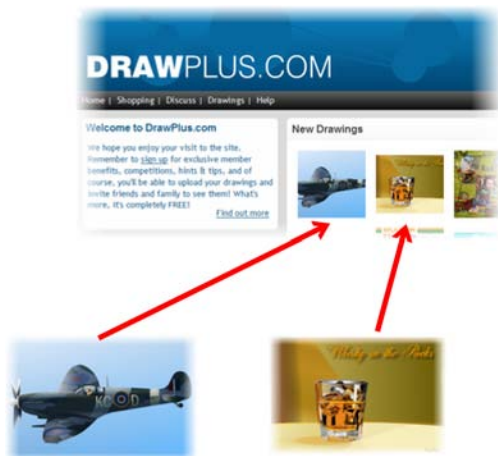 DRAWPLUS.COM
Home | Shopping | Discuss | Drawings | Help
Welcome to DrawPlus.com
We hope you enjoy your visit to the site.
Remember to sign up for exclusive member
benefits, competitions, hints & tips, and of
course, you'll be able to upload your drawings and
invite friends and family to see them! What's
more, it's completely FREE!
Find out more
New Drawings
KC D
Whisky on the Rocks